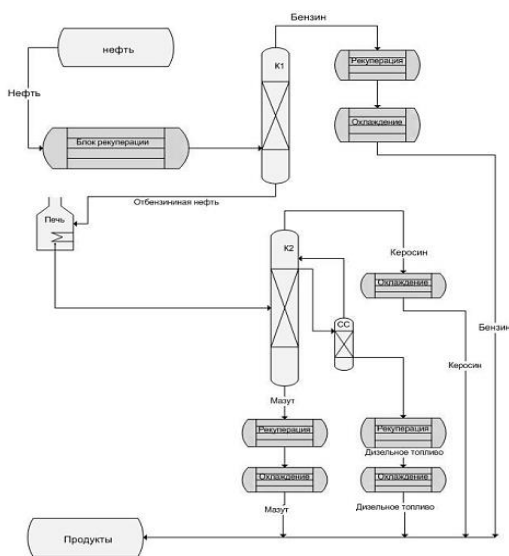 Бензин
нефть
К1
Рекуперация
Нефть
Охлаждение
Блок рекуперации
Отбензининая нефть
Печь
К2
Керосин
Охлаждение
СС
Бензин
Керосин
Мазут
Рекуперация
Рекуперация
Дизельное топливо
Охлаждение
Охлаждение
Мазут
Дизельное топливо
Продукты